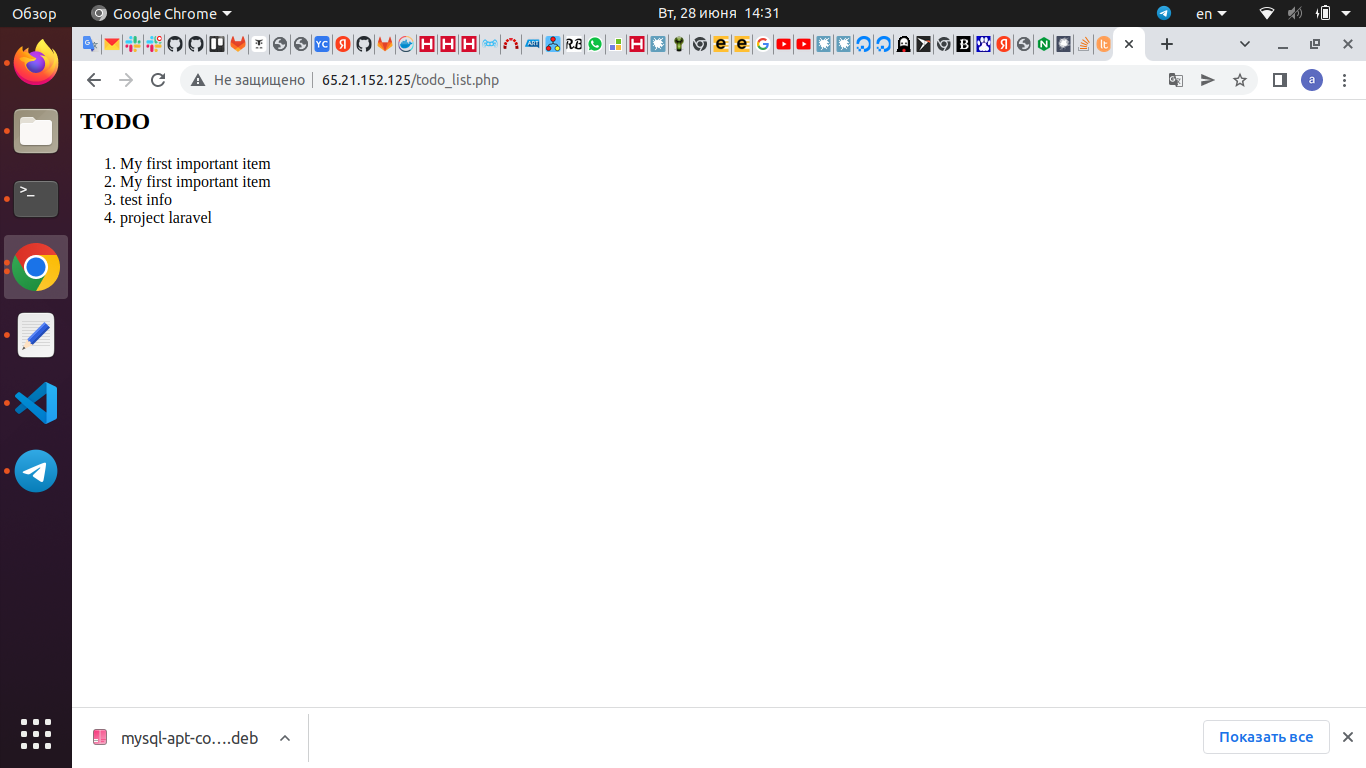 Обзор
Google Chrome
Вт, 28 июня 14:31
en
Не защищено
65.21.152.125/todo_list.php
a
TODO
1. My first important item
2. My first important item
3. test info
4. project laravel
mysql-apt-co....deb
Показать все